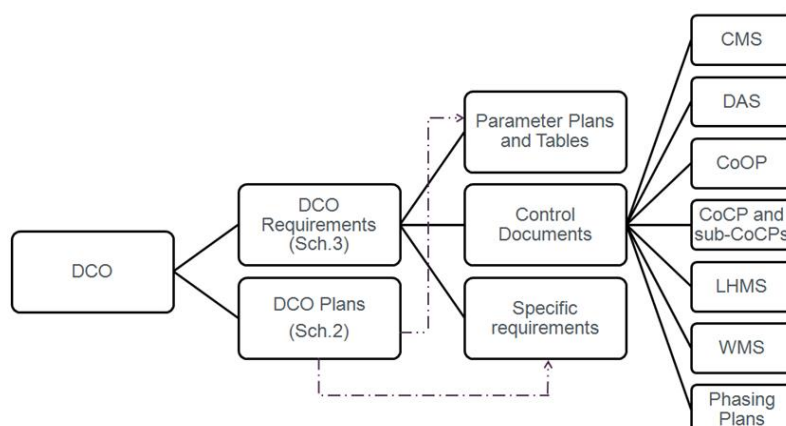 DCO
DCO
Requirements
(Sch.3)
DCO Plans
(Sch.2)
Parameter Plans
and Tables
Control
Documents
Specific
requirements
CMS
DAS
CoOP
CoCP and
sub-CoCPs
LHMS
WMS
Phasing
Plans